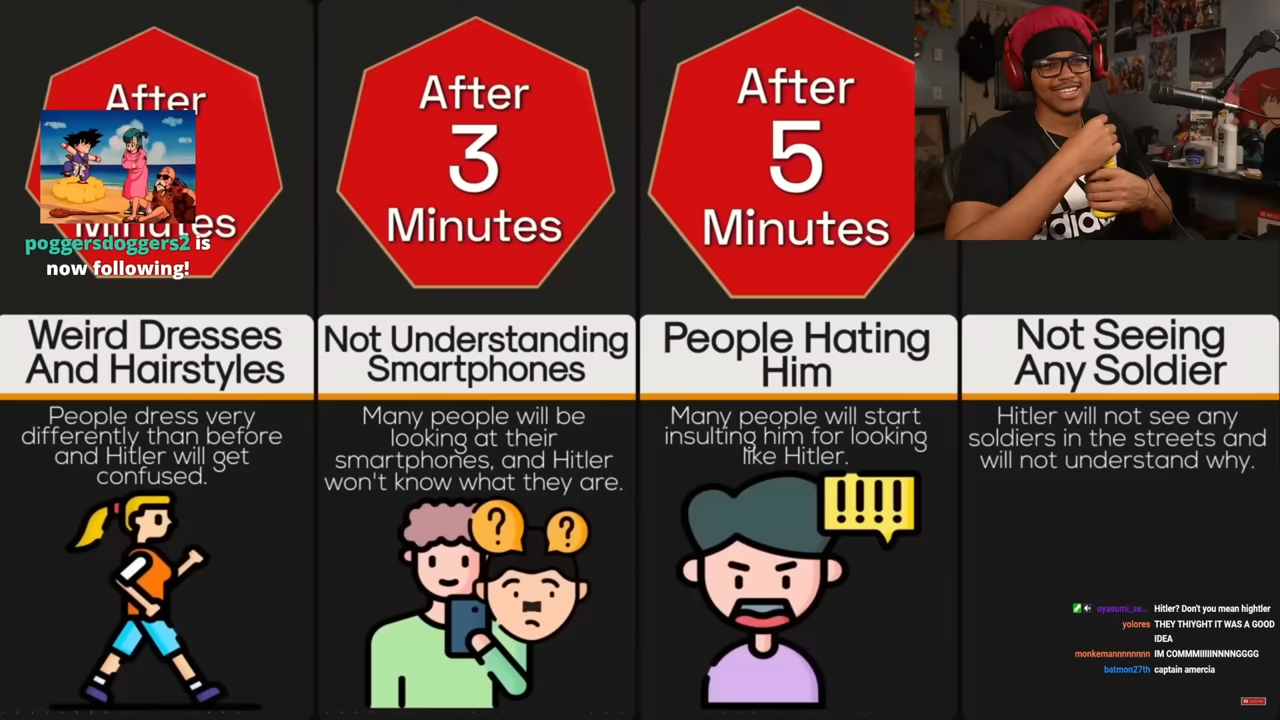 After
Minutes
poggersdoggers2 is
now following!
After
3
Minutes
After
5
Minutes
adidas
Weird Dresses
And Hairstyles
Not Understanding
Smartphones
People Hating
Him
Not Seeing
Any Soldier
People dress very
differently than before
and Hitler will get
confused.
Many people will be
looking at their
smartphones, and Hitler
won't know what they are.
Many people will start
insulting him for looking
like Hitler.
Hitler will not see any
soldiers in the streets and
will not understand why.
?
?
!!!!
oyasumi_se.. Hitler? Don't you mean hightler
yolores THEY THIYGHT IT WAS A GOOD
IDEA
monkemannnnnnnn IM COMMMIIIIINNNNGGGG
batmon27th captain amercia